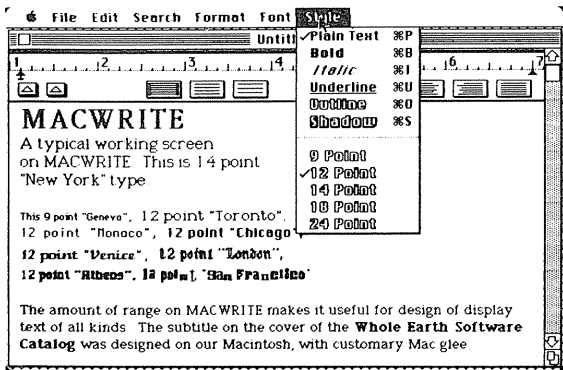 File Edit Search Format Font Style
Untitl
✓Plain Text ⌘P
Bold ⌘B
Italic ⌘I
Underline ⌘U
Outline ⌘O
Shadow ⌘S
9 Point
✓12 Point
14 Point
18 Point
24 Point
1 2 3 4 6 7
MACWRITE
A typical working screen
on MACWRITE. This is 14 point
"New York" type
This 9 point "Geneva", 12 point "Toronto",
12 point "Monaco", 12 point "Chicago",
12 point "Venice", 12 point "London",
12 point "Athens", 12 point, "San Francisco"
The amount of range on MACWRITE makes it useful for design of display
text of all kinds. The subtitle on the cover of the Whole Earth Software
Catalog was designed on our Macintosh, with customary Mac glee.